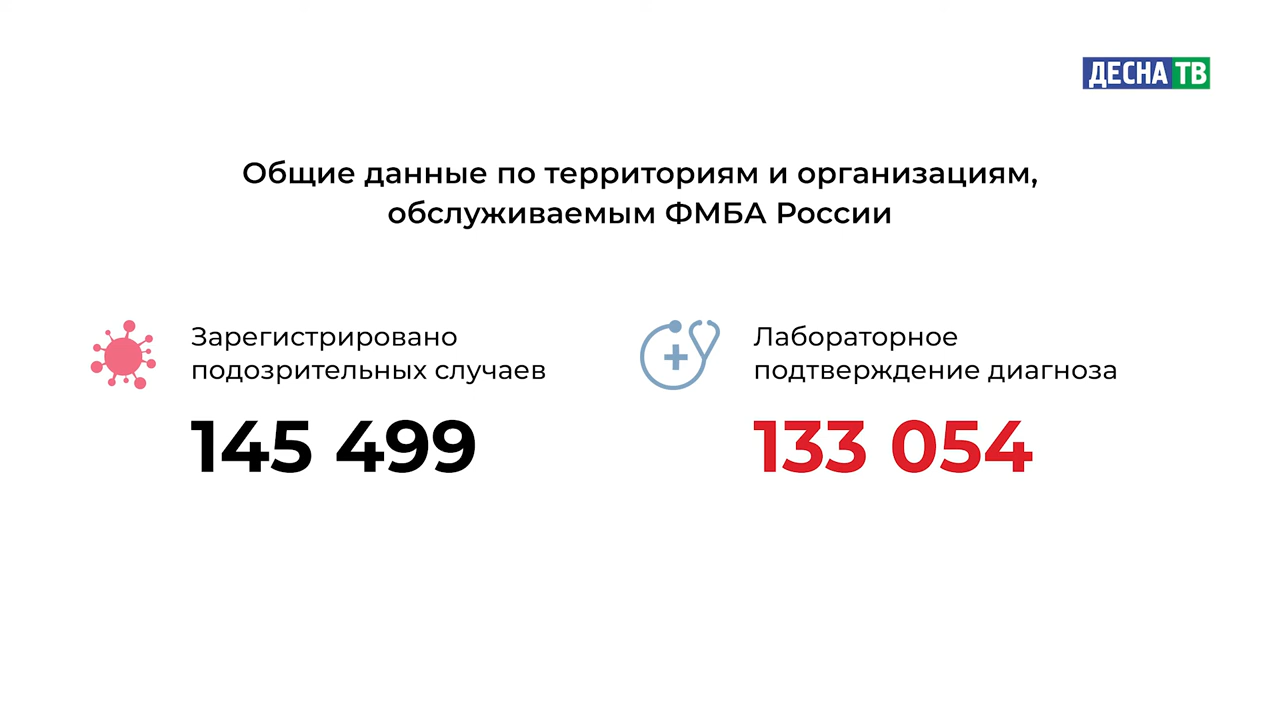 ДЕСНА ТВ
Общие данные по территориям и организациям,
обслуживаемым ФМБА России
Зарегистрировано
подозрительных случаев
145 499
Лабораторное
подтверждение диагноза
133 054